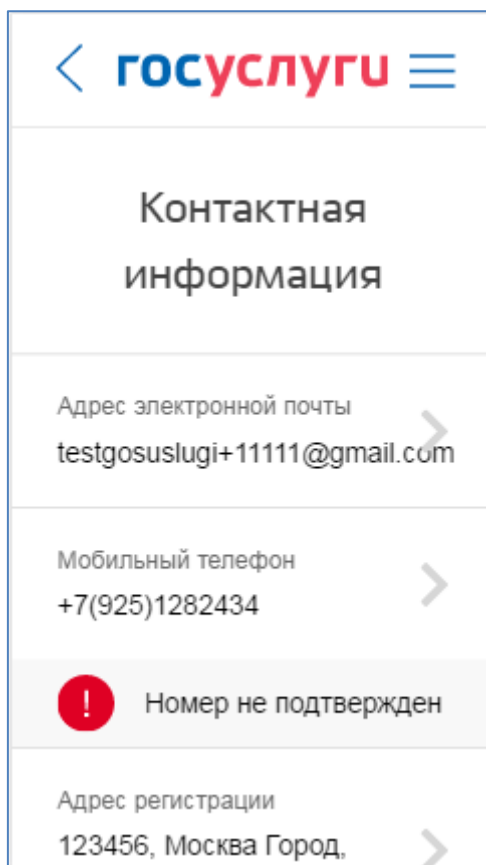 госуслуги
Контактная
информация
Адрес электронной почты
testgosuslugi+11111@gmail.com
Мобильный телефон
+7(925)1282434
! Номер не подтвержден
Адрес регистрации
123456, Москва Город,